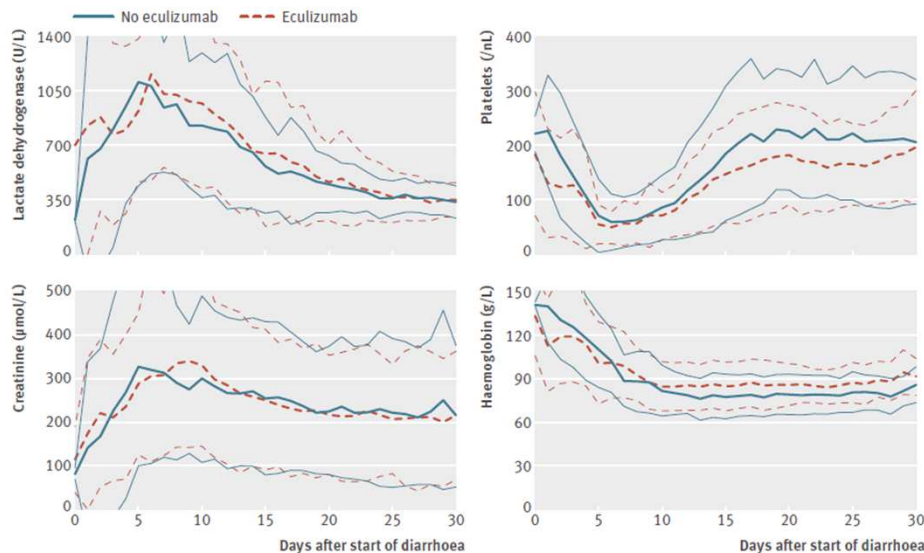 No eculizumab
Eculizumab
Lactate dehydrogenase (U/L)
1400
1050
700
350
0
Platelets (/nL)
400
300
200
100
0
Creatinine (μmol/L)
500
400
300
200
100
0
0 5 10 15 20 25 30
Days after start of diarrhoea
Haemoglobin (g/L)
150
120
90
60
30
0
0 5 10 15 20 25 30
Days after start of diarrhoea